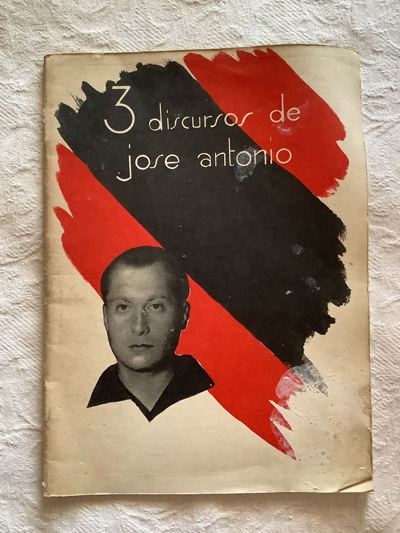 3 discursos de
jose antonio